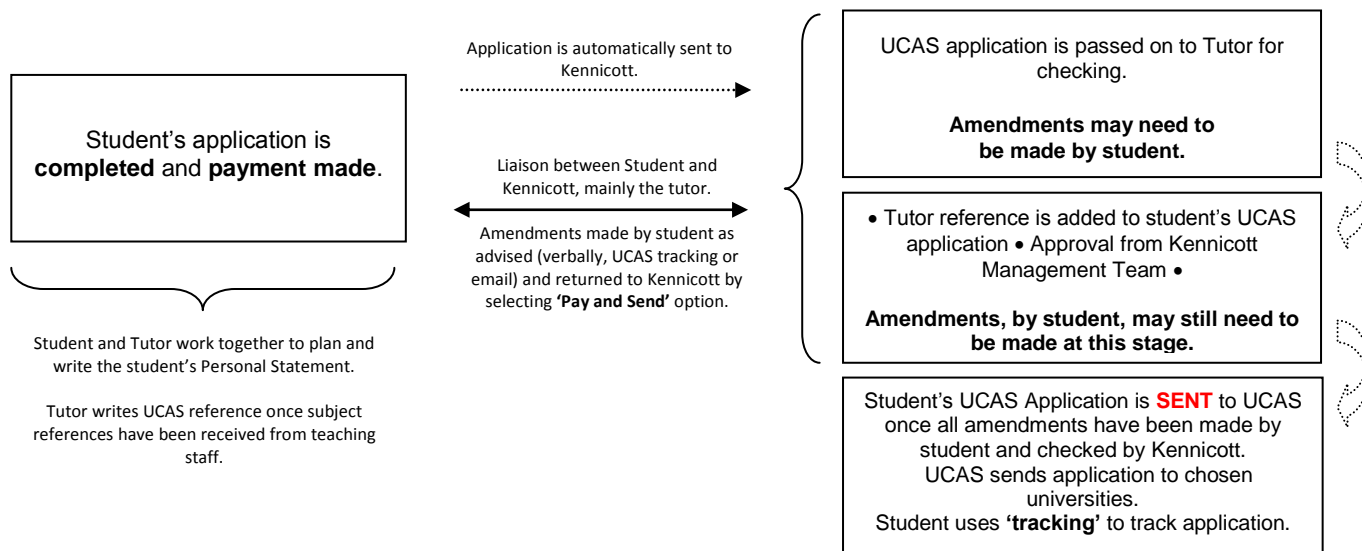 Student’s application is
completed and payment made.
Student and Tutor work together to plan and
write the student’s Personal Statement.
Tutor writes UCAS reference once subject
references have been received from teaching
staff.
Application is automatically sent to
Kennicott.
Liaison between Student and
Kennicott, mainly the tutor.
Amendments made by student as
advised (verbally, UCAS tracking or
email) and returned to Kennicott by
selecting ‘Pay and Send’ option.
UCAS application is passed on to Tutor for
checking.
Amendments may need to
be made by student.
• Tutor reference is added to student’s UCAS
application • Approval from Kennicott
Management Team •
Amendments, by student, may still need to
be made at this stage.
Student’s UCAS Application is SENT to UCAS
once all amendments have been made by
student and checked by Kennicott.
UCAS sends application to chosen
universities.
Student uses ‘tracking’ to track application.